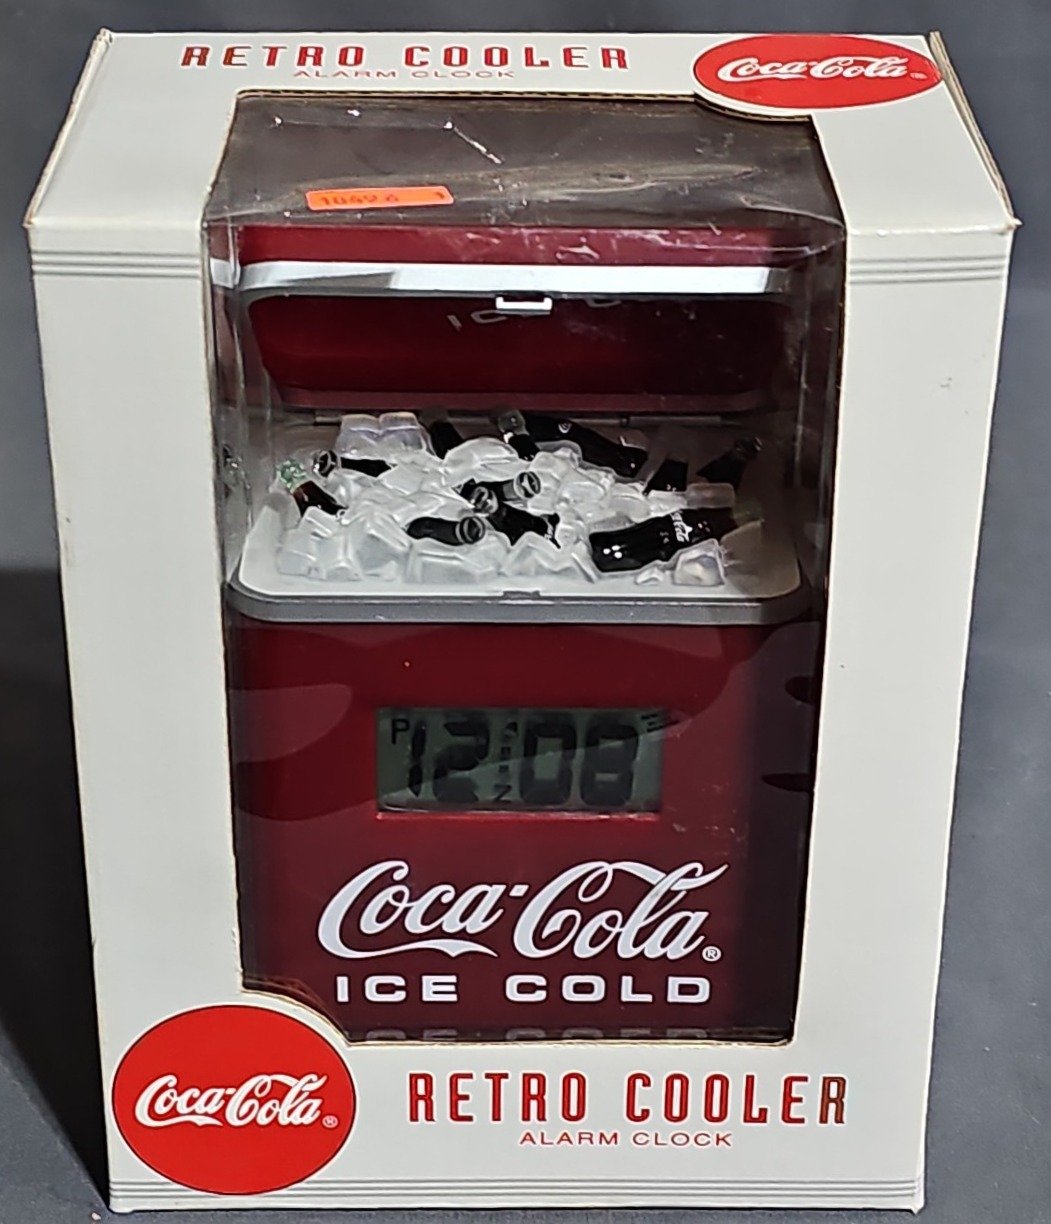 RETRO COOLER
ALARM CLOCK
Coca-Cola ®
P 12:08
Z
Coca-Cola ®
ICE COLD
Coca-Cola ®
RETRO COOLER
ALARM CLOCK